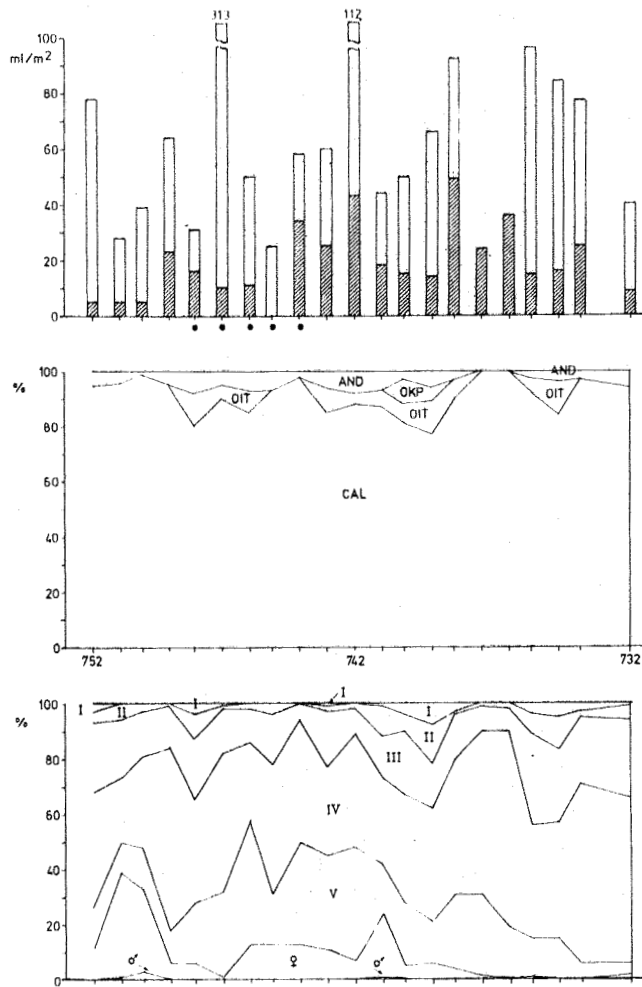 313 112
100
ml/m²
80
60
40
20
0
100
%
AND AND
OKP
OIT OIT OIT
80
60
CAL
40
20
0
752 742 732
I
100
I II I I
%
II
80
III
60
IV
40
V
20
♂ ♀ ♂
0